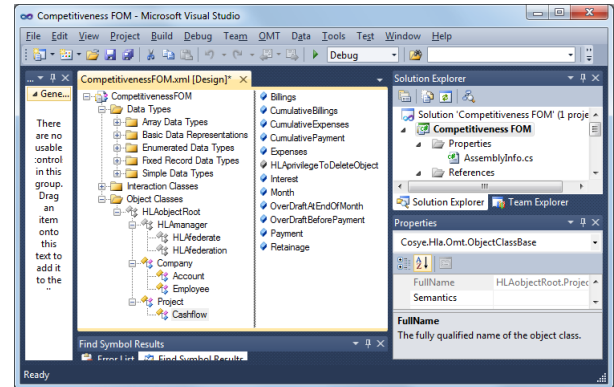 Competitiveness FOM - Microsoft Visual Studio
File Edit View Project Build Debug Team OMT Data Tools Test Window Help
Debug
... CompetitivenessFOM.xml [Design]* Solution Explorer
Gene...
There
are no
usable
control
in this
group.
Drag
an
item
onto
this
text to
add it
to the
CompetitivenessFOM
Data Types
Array Data Types
Basic Data Representations
Enumerated Data Types
Fixed Record Data Types
Simple Data Types
Interaction Classes
Object Classes
HLAobjectRoot
HLAmanager
HLAfederate
HLAfederation
Company
Account
Employee
Project
Cashflow
Billings
CumulativeBillings
CumulativeExpenses
CumulativePayment
Expenses
HLAprivilegeToDeleteObject
Interest
Month
OverDraftAtEndOfMonth
OverDraftBeforePayment
Payment
Retainage
Solution 'Competitiveness FOM' (1 proje
Competitiveness FOM
Properties
AssemblyInfo.cs
References
Solution Explorer Team Explorer
Properties
Cosye.Hla.Omt.ObjectClassBase
FullName HLAobjectRoot.Projec
Semantics
FullName
The fully qualified name of the object class.
Find Symbol Results
Error List Find Symbol Results
Ready